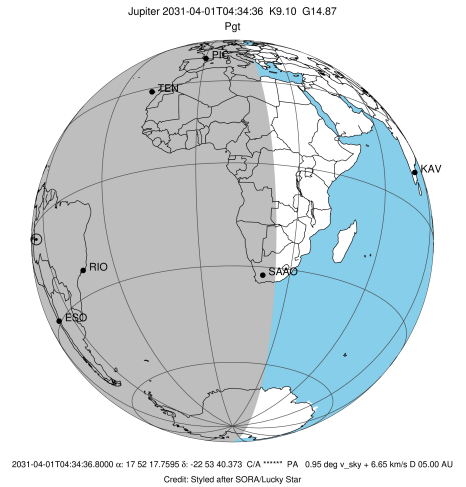 Jupiter 2031-04-01T04:34:36 K9.10 G14.87
Pgt
PIC
TEN
KAV
RIO
SAAO
ESO
2031-04-01T04:34:36.8000 α: 17 52 17.7595 δ: -22 53 40.373 C/A ****** PA 0.95 deg v_sky + 6.65 km/s D 05.00 AU
Credit: Styled after SORA/Lucky Star